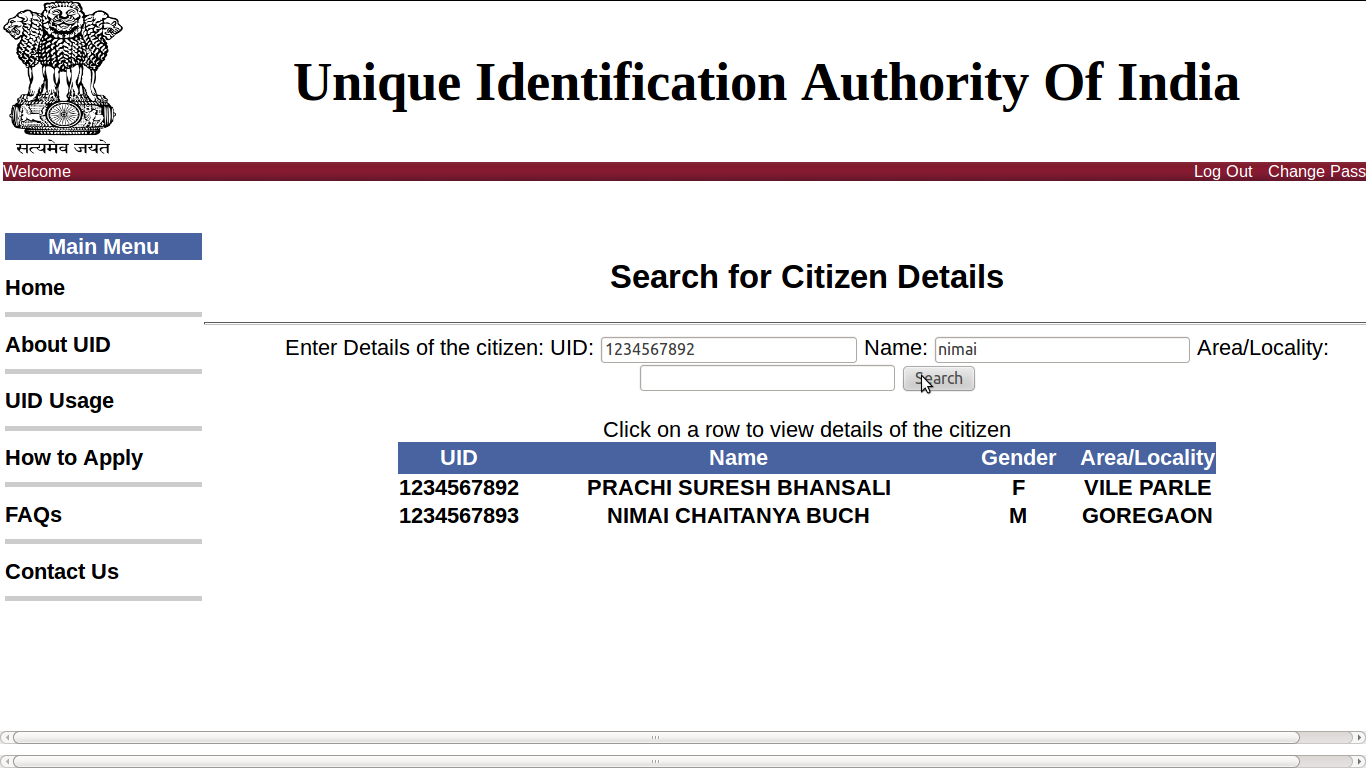 Unique Identification Authority Of India
सत्यमेव जयते
Welcome Log Out Change Pass
Main Menu
Home
About UID
UID Usage
How to Apply
FAQs
Contact Us
Search for Citizen Details
Enter Details of the citizen: UID: 1234567892 Name: nimai Area/Locality:
Search
Click on a row to view details of the citizen
UID Name Gender Area/Locality
1234567892 PRACHI SURESH BHANSALI F VILE PARLE
1234567893 NIMAI CHAITANYA BUCH M GOREGAON